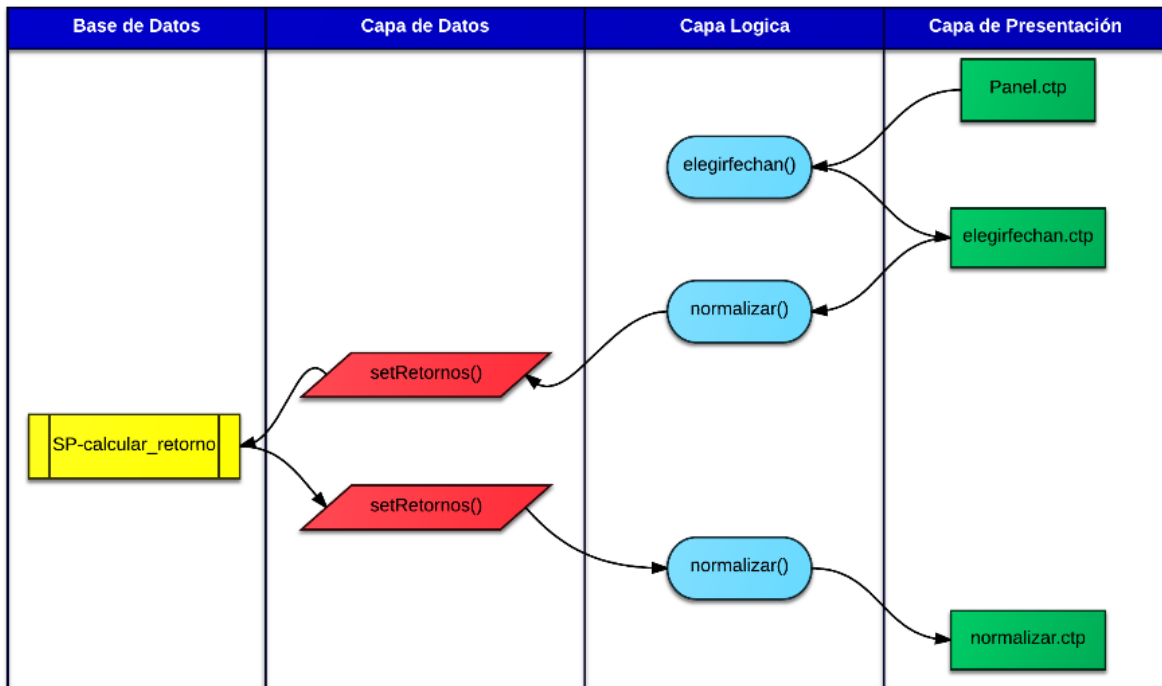 Base de Datos
Capa de Datos
Capa Logica
Capa de Presentación
Panel.ctp
elegirfechan()
elegirfechan.ctp
normalizar()
setRetornos()
SP-calcular_retorno
setRetornos()
normalizar()
normalizar.ctp